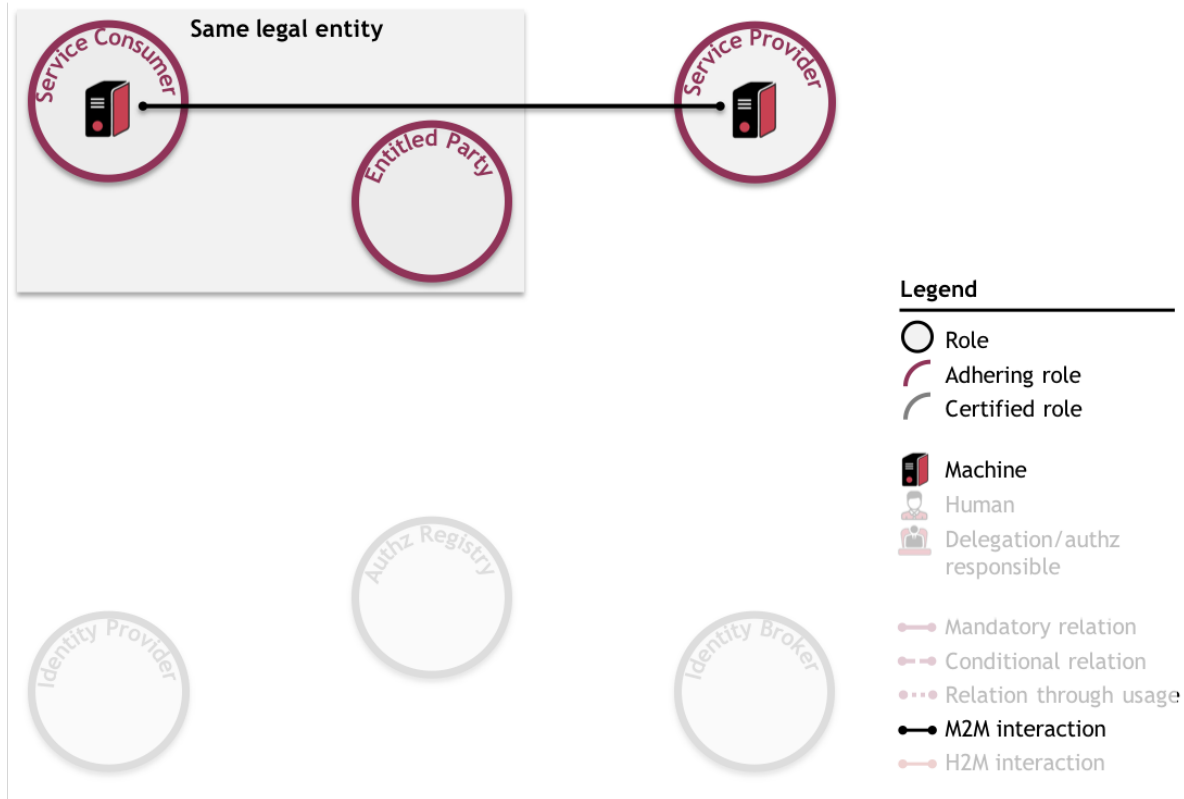 Same legal entity
Service Consumer
Service Provider
Entitled Party
Legend
Role
Adhering role
Certified role
Machine
Human
Delegation/authz
responsible
Authz Registry
Identity Provider
Identity Broker
Mandatory relation
Conditional relation
Relation through usage
M2M interaction
H2M interaction